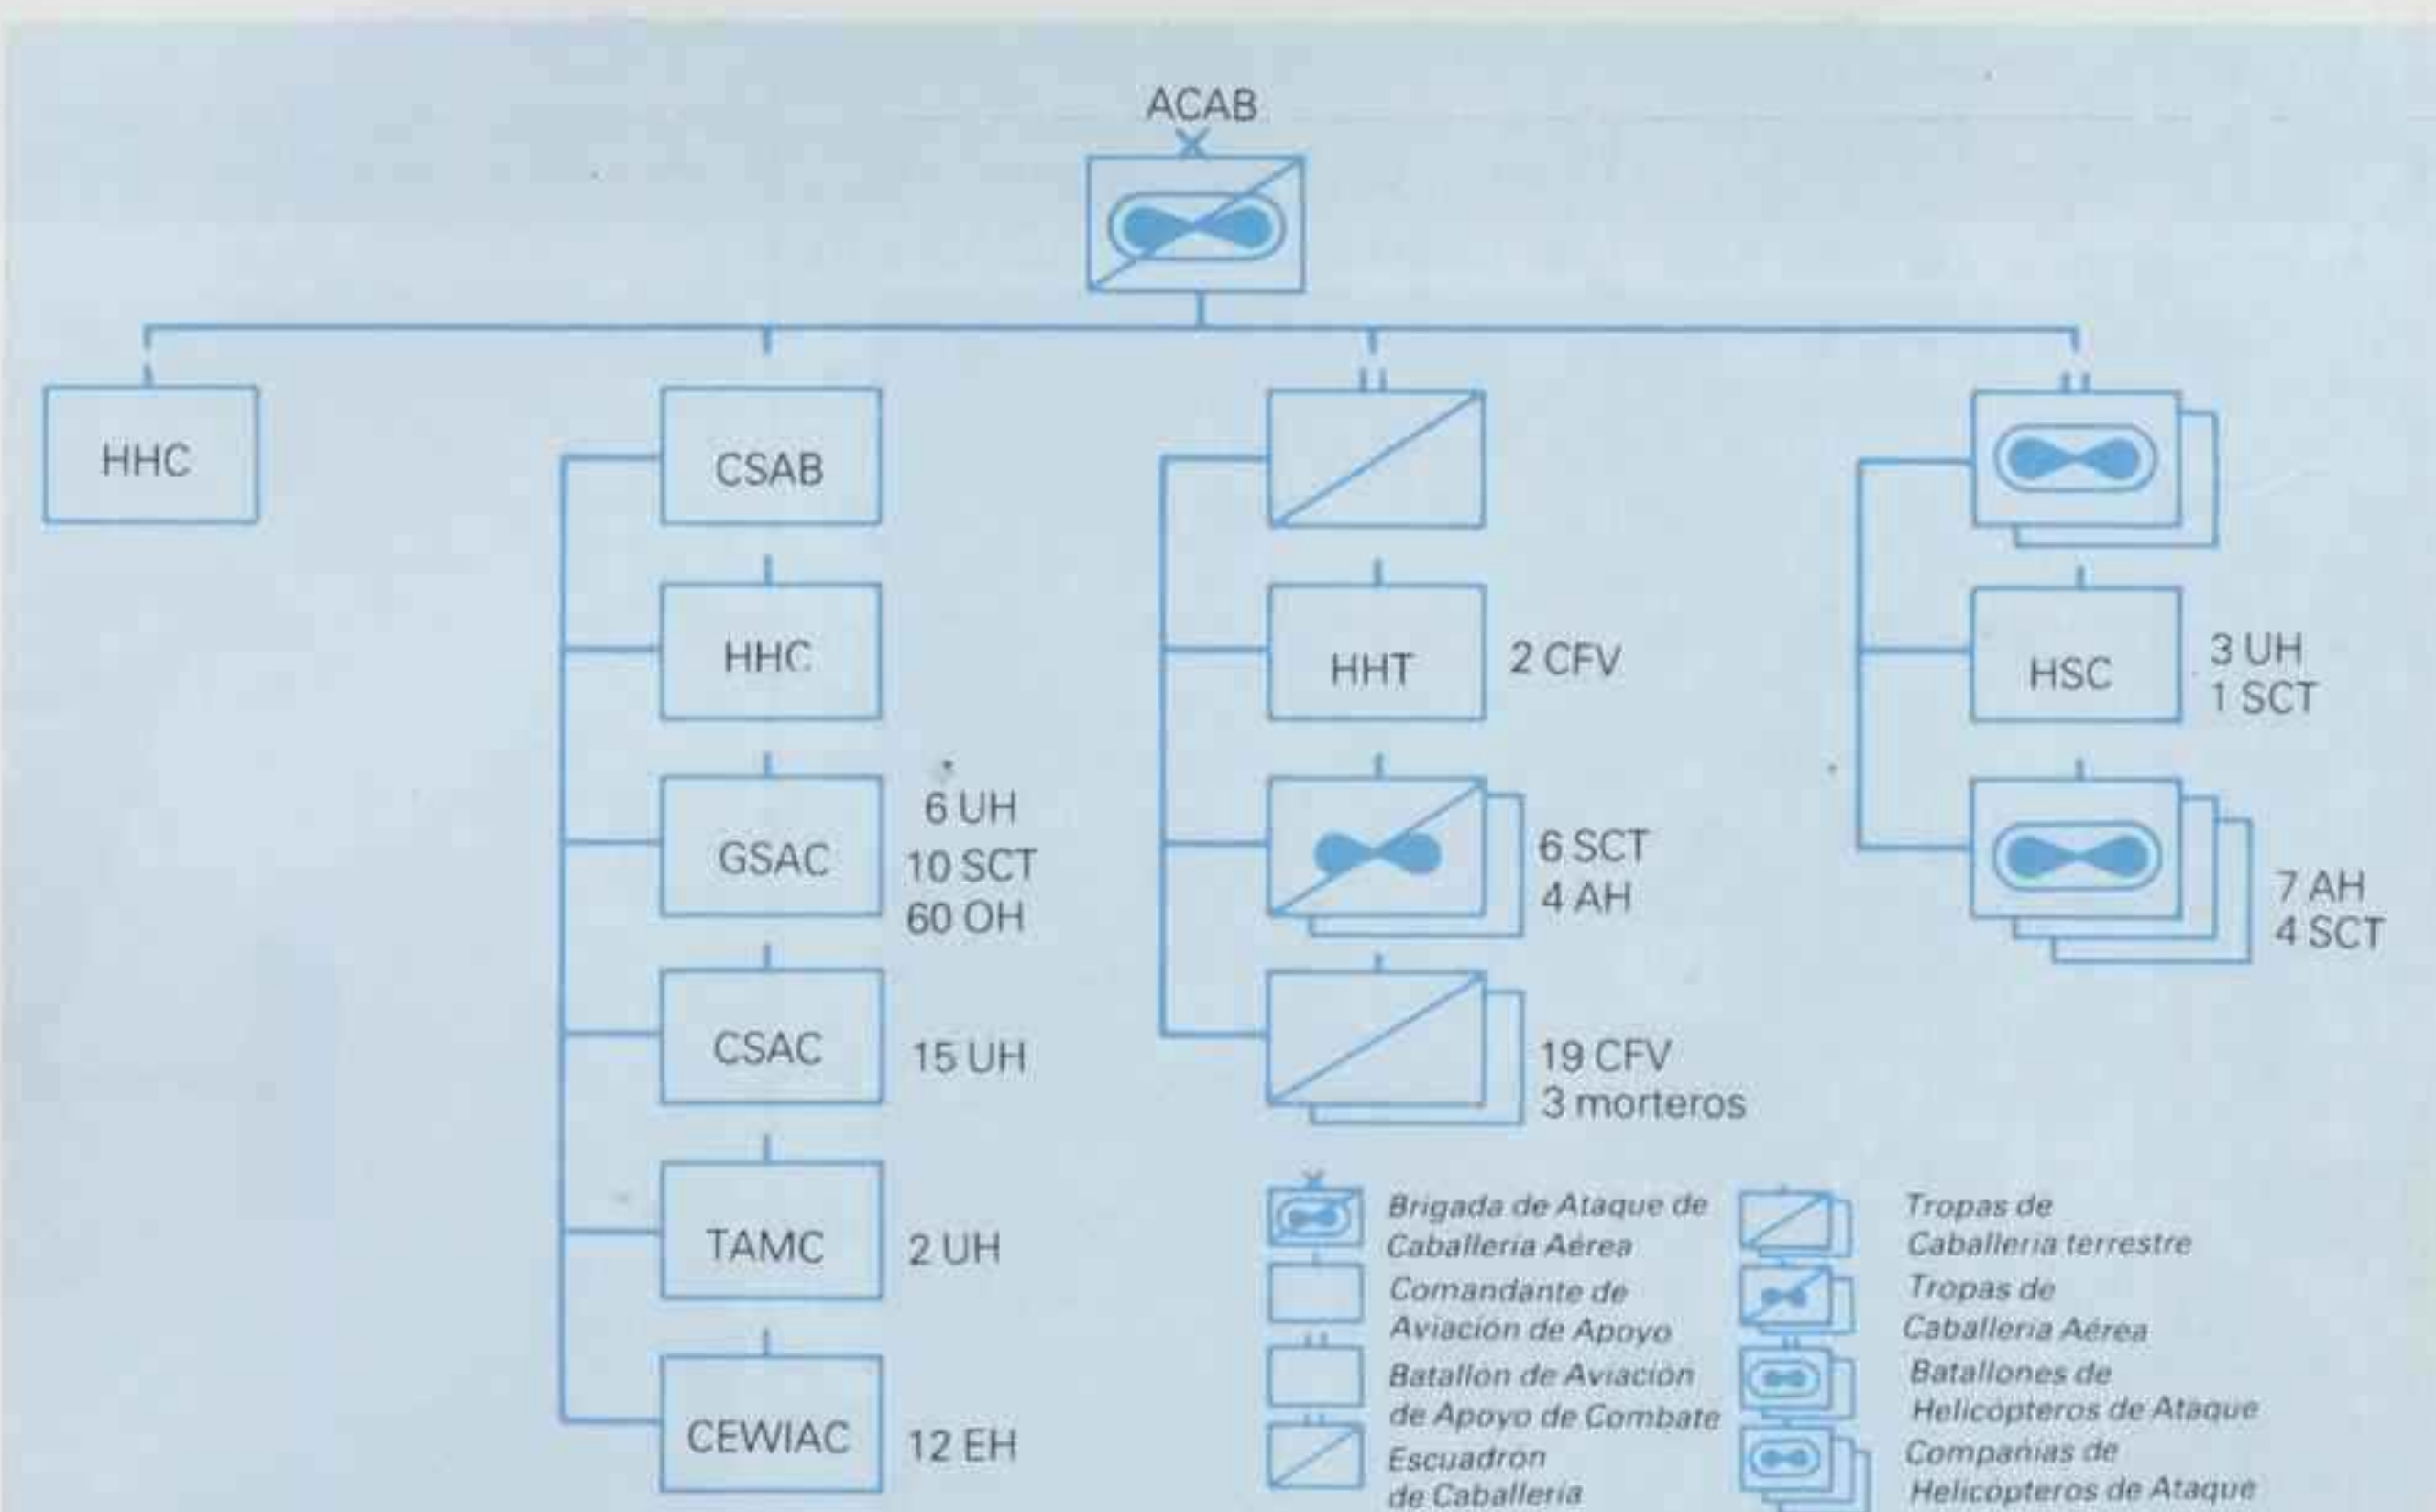 ACAB
HHC
CSAB
HHC
GSAC
6 UH
10 SCT
60 OH
CSAC
15 UH
TAMC
2 UH
CEWIAC
12 EH
HHT
2 CFV
6 SCT
4 AH
19 CFV
3 morteros
HSC
3 UH
1 SCT
7 AH
4 SCT
Brigada de Ataque de
Caballería Aérea
Comandante de
Aviación de Apoyo
Batallón de Aviación
de Apoyo de Combate
Escuadrón
de Caballería
Tropas de
Caballería terrestre
Tropas de
Caballería Aérea
Batallones de
Helicópteros de Ataque
Compañías de
Helicópteros de Ataque